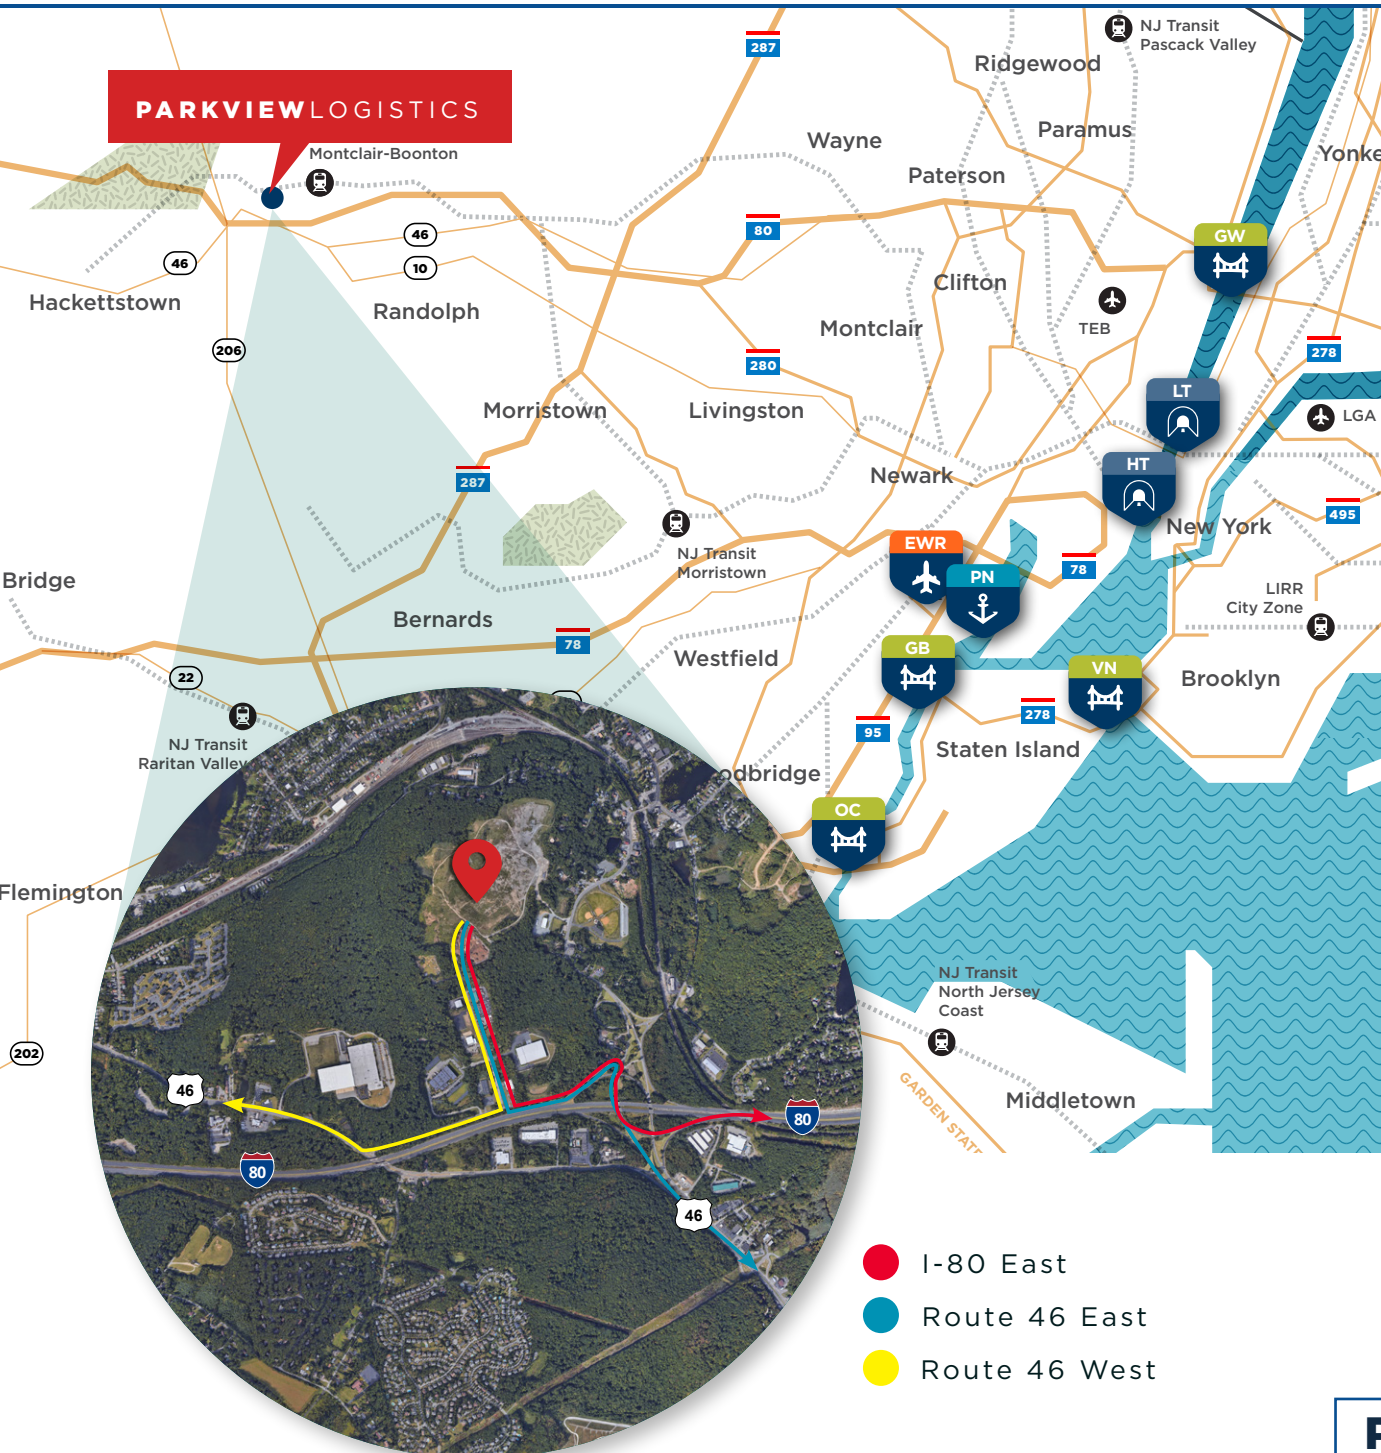 287
NJ Transit
Pascack Valley
Ridgewood
PARKVIEWLOGISTICS
Paramus
Wayne
Montclair-Boonton
Paterson
80
GW
46
46
10
Clifton
Hackettstown
Randolph
TEB
Montclair
206
278
280
LT
Morristown
Livingston
LGA
HT
Newark
287
495
New York
EWR
NJ Transit
Morristown
78
PN
Bridge
LIRR
City Zone
Bernards
78
GB
Westfield
VN
22
Brooklyn
278
95
NJ Transit
Raritan Valley
Staten Island
OC
Flemington
NJ Transit
North Jersey
Coast
202
46
GARDEN STATE
Middletown
80
80
46
I-80 East
Route 46 East
Route 46 West